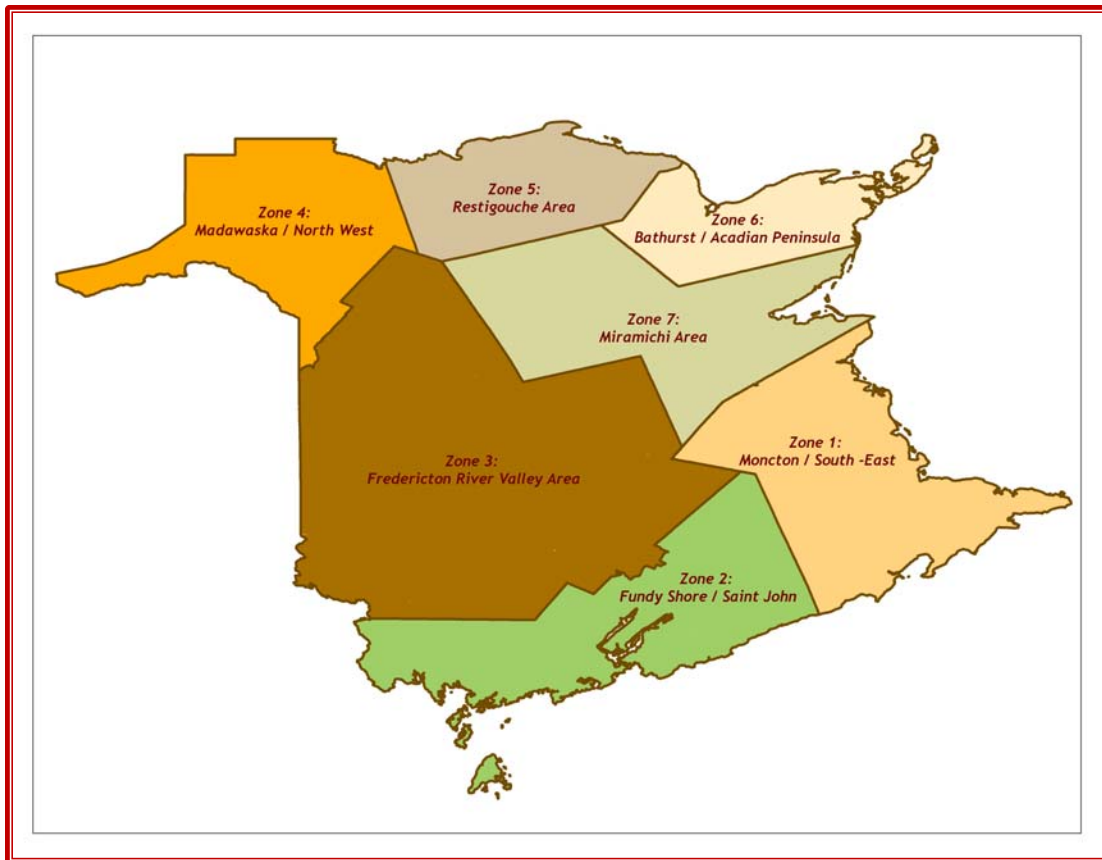 Zone 5:
Restigouche Area
Zone 4:
Madawaska / North West
Zone 6:
Bathurst / Acadian Peninsula
Zone 7:
Miramichi Area
Zone 1:
Moncton / South -East
Zone 3:
Fredericton River Valley Area
Zone 2:
Fundy Shore / Saint John